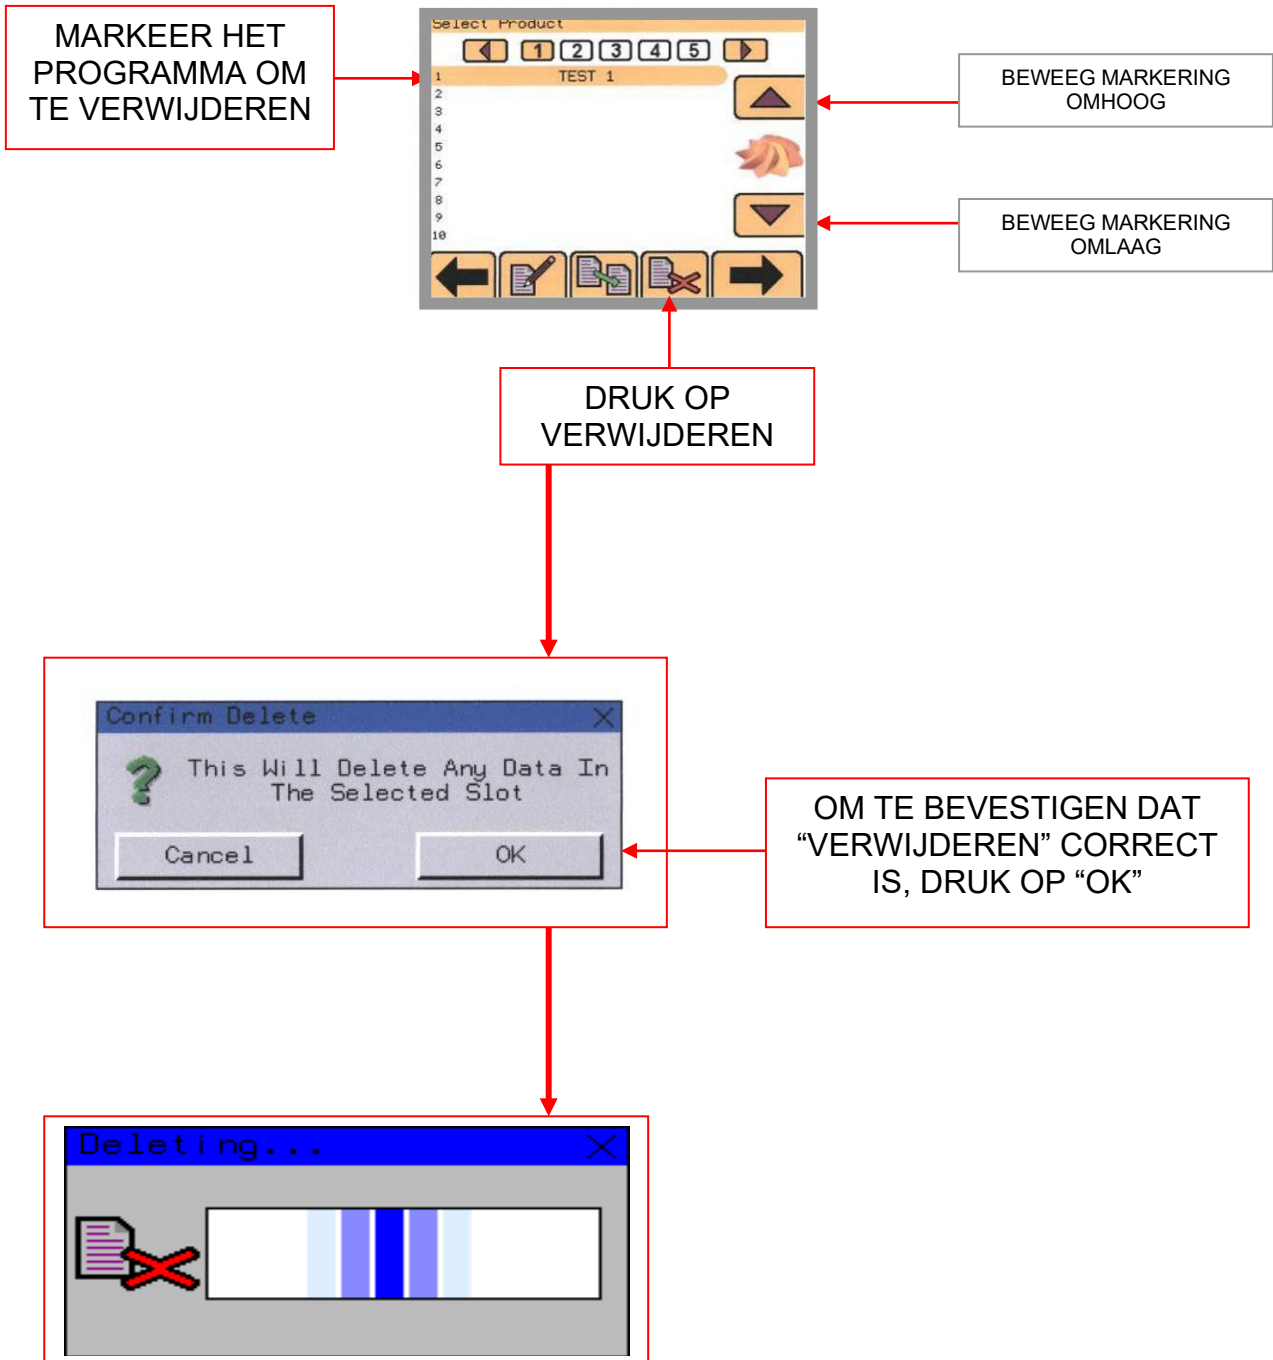 MARKEER HET
PROGRAMMA OM
TE VERWIJDEREN
Select Product
1 2 3 4 5
1 TEST 1
2
3
4
5
6
7
8
9
10
BEWEEG MARKERING
OMHOOG
BEWEEG MARKERING
OMLAAG
DRUK OP
VERWIJDEREN
Confirm Delete
This Will Delete Any Data In
The Selected Slot
Cancel OK
OM TE BEVESTIGEN DAT
“VERWIJDEREN” CORRECT
IS, DRUK OP “OK”
Deleting...